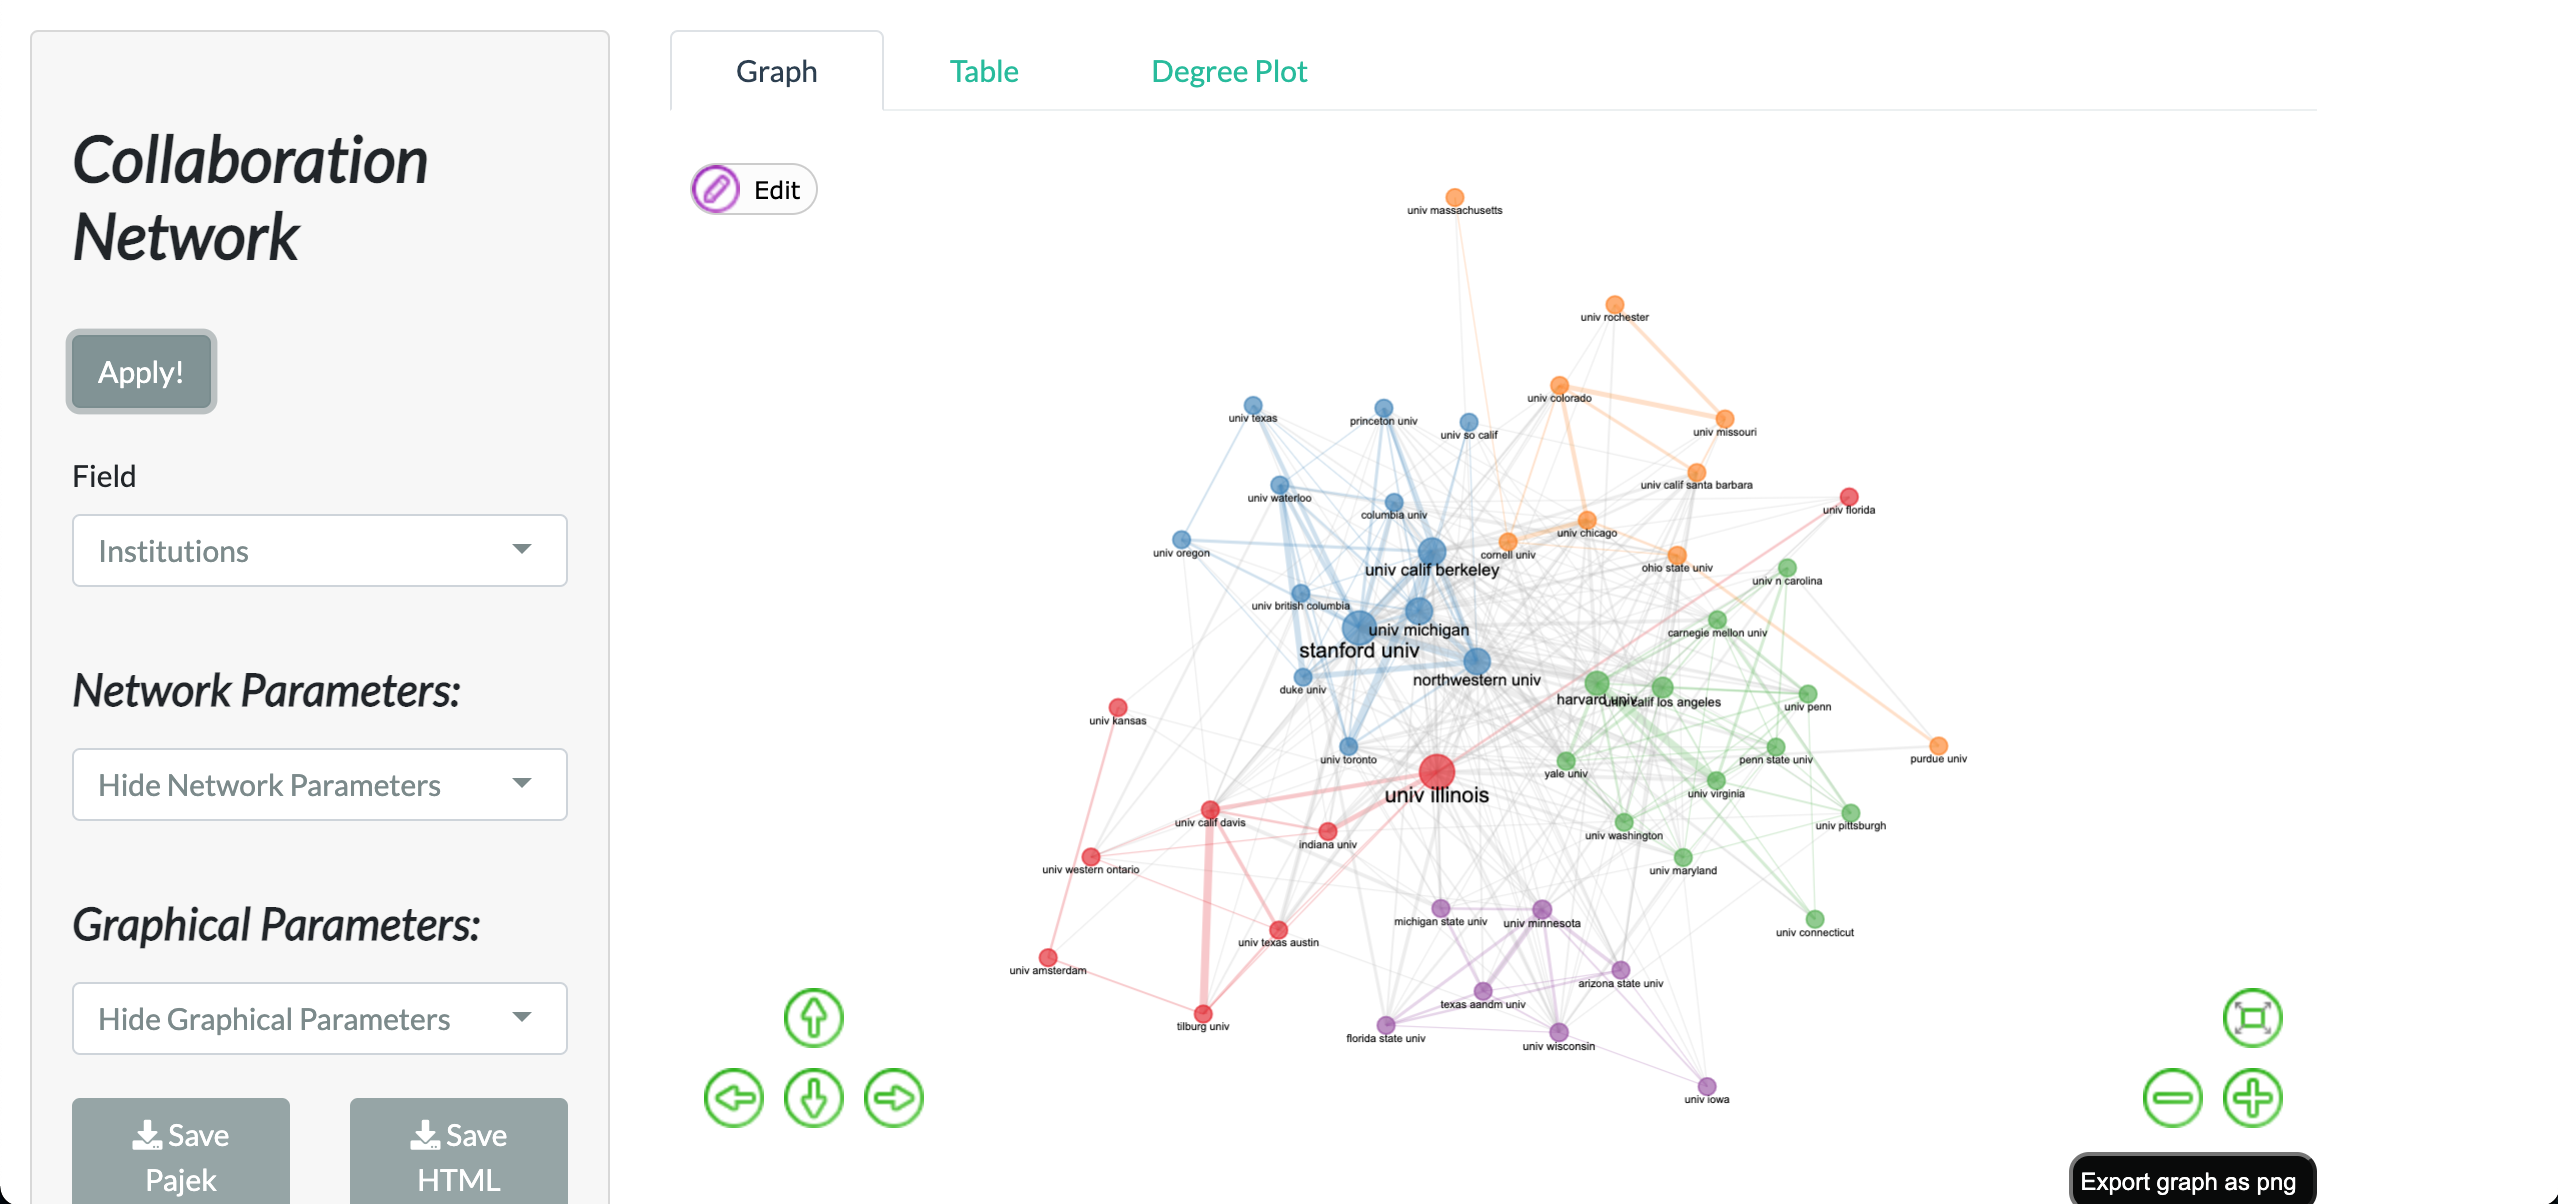 Collaboration
Network
Apply!
Field
Institutions
Network Parameters:
Hide Network Parameters
Graphical Parameters:
Hide Graphical Parameters
Save
Pajek
Save
HTML
Graph
Table
Degree Plot
Edit
univ massachusetts
univ rochester
univ colorado
univ texas
princeton univ
univ so calif
univ missouri
univ calif santa barbara
univ waterloo
columbia univ
univ florida
univ chicago
univ oregon
cornell univ
univ calif berkeley
ohio state univ
univ n carolina
univ british columbia
univ michigan
carnegie mellon univ
stanford univ
northwestern univ
duke univ
harvard univ
univ calif los angeles
univ penn
univ kansas
univ toronto
yale univ
penn state univ
purdue univ
univ illinois
univ virginia
univ calif davis
univ pittsburgh
univ washington
indiana univ
univ western ontario
univ maryland
michigan state univ
univ minnesota
univ connecticut
univ texas austin
univ amsterdam
arizona state univ
texas aandm univ
tilburg univ
florida state univ
univ wisconsin
univ iowa
Export graph as png